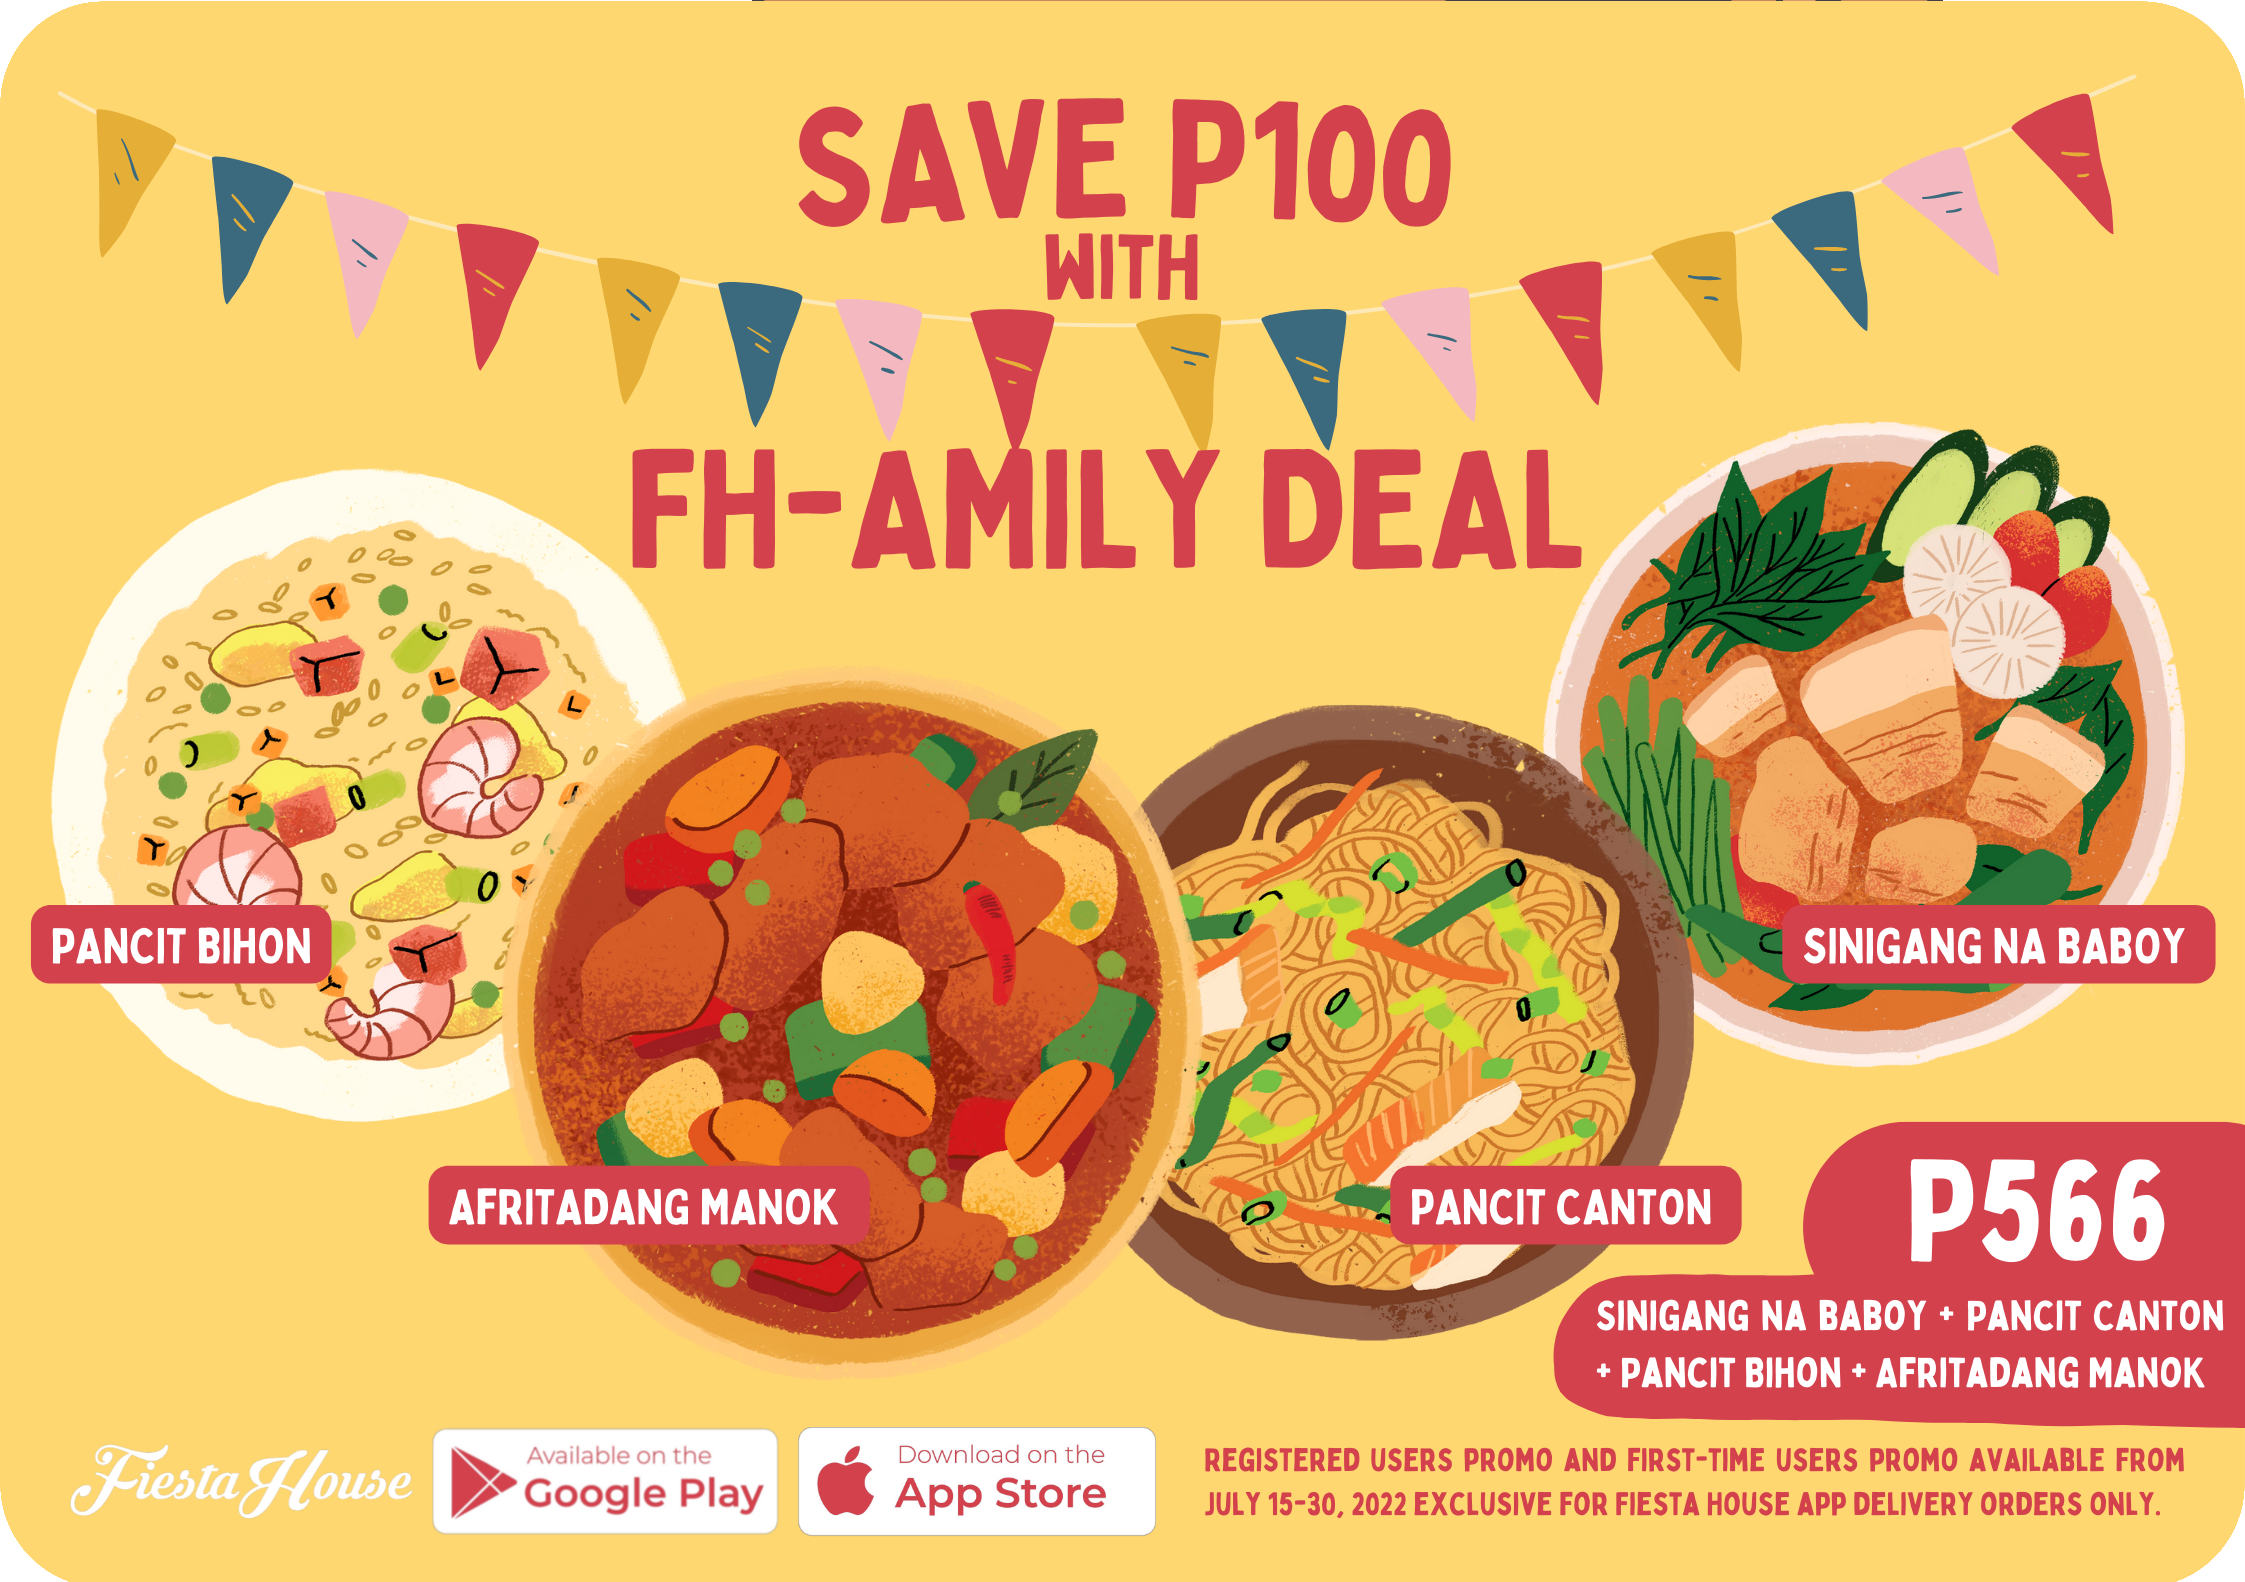 SAVE P100
WITH
FH-AMILY DEAL
PANCIT BIHON
SINIGANG NA BABOY
AFRITADANG MANOK
PANCIT CANTON
P566
SINIGANG NA BABOY + PANCIT CANTON
+ PANCIT BIHON + AFRITADANG MANOK
Fiesta House
Available on the
Google Play
Download on the
App Store
REGISTERED USERS PROMO AND FIRST-TIME USERS PROMO AVAILABLE FROM
JULY 15-30, 2022 EXCLUSIVE FOR FIESTA HOUSE APP DELIVERY ORDERS ONLY.